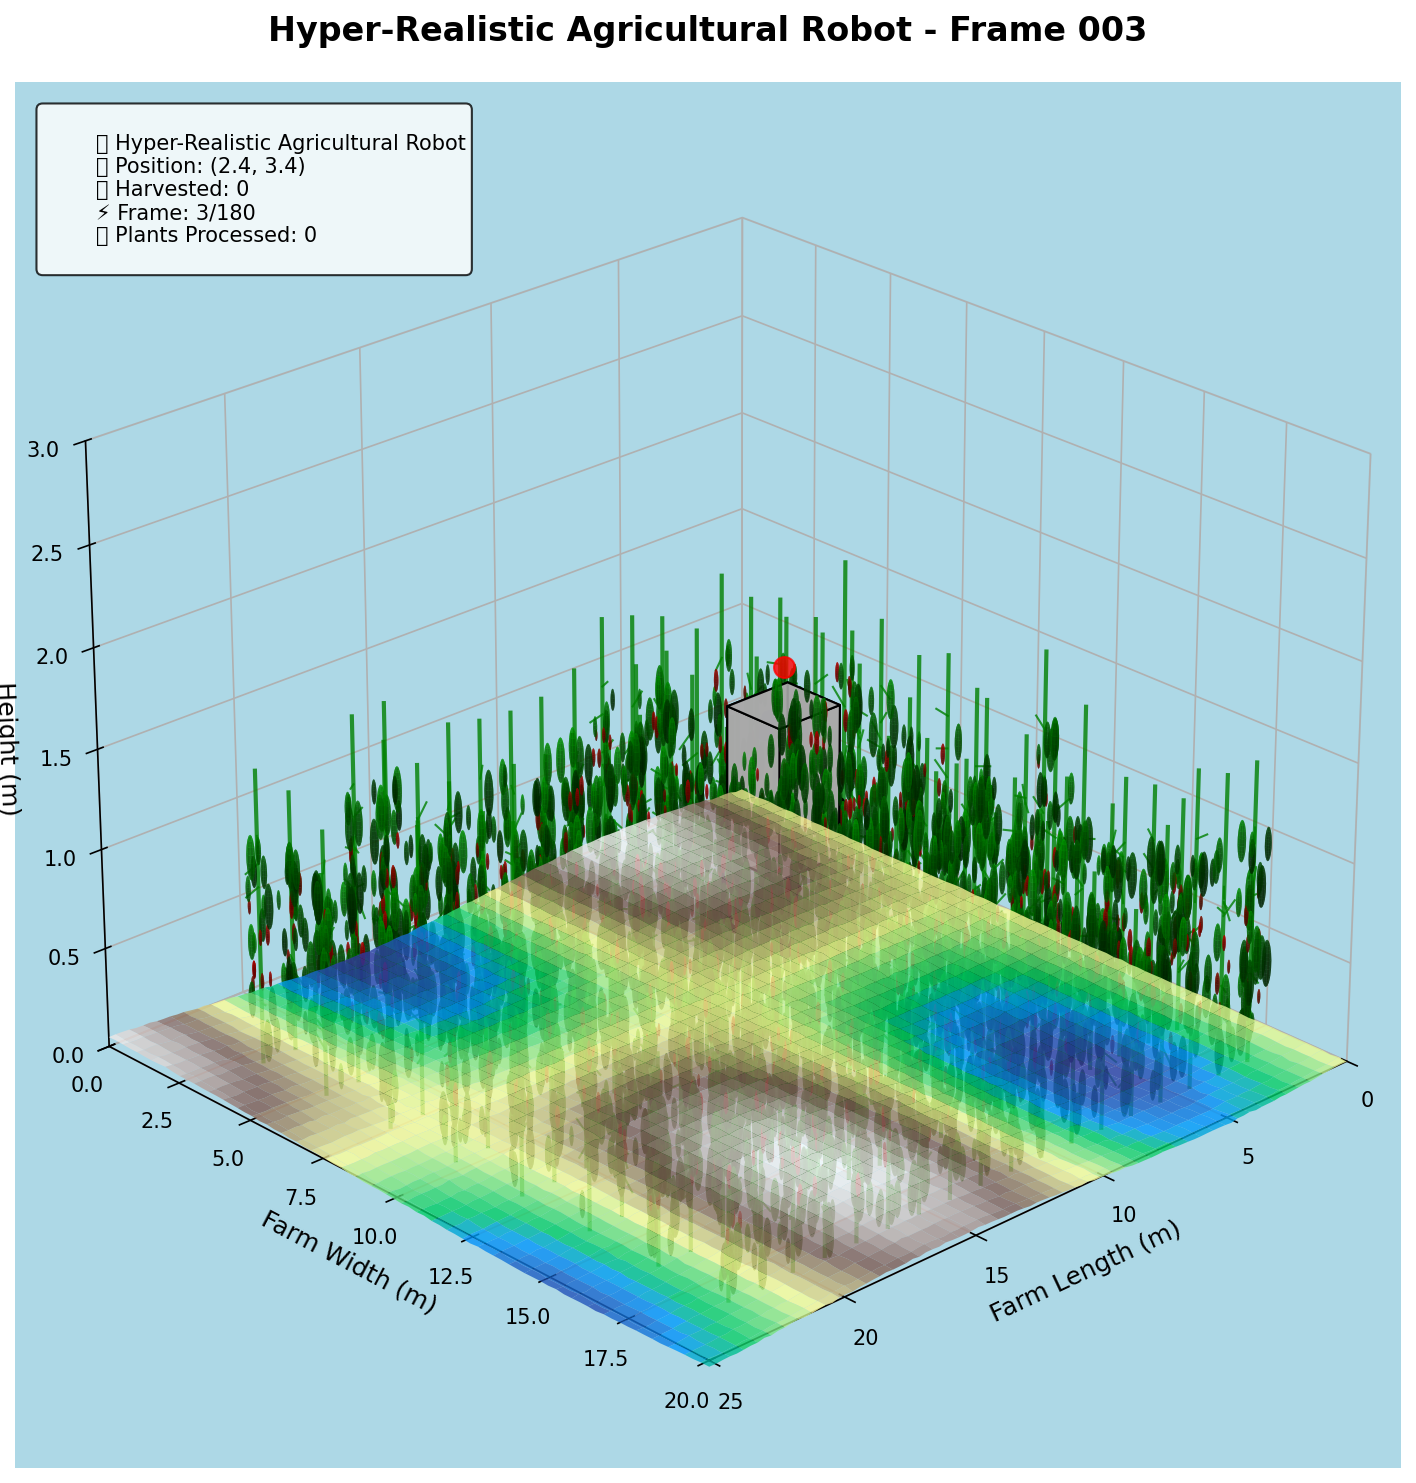 Hyper-Realistic Agricultural Robot - Frame 003
▯ Hyper-Realistic Agricultural Robot
▯ Position: (2.4, 3.4)
▯ Harvested: 0
⚡ Frame: 3/180
▯ Plants Processed: 0
3.0
2.5
2.0
1.5
1.0
0.5
0.0
Height (m)
0.0
2.5
5.0
7.5
10.0
12.5
15.0
17.5
20.0
Farm Width (m)
0
5
10
15
20
25
Farm Length (m)